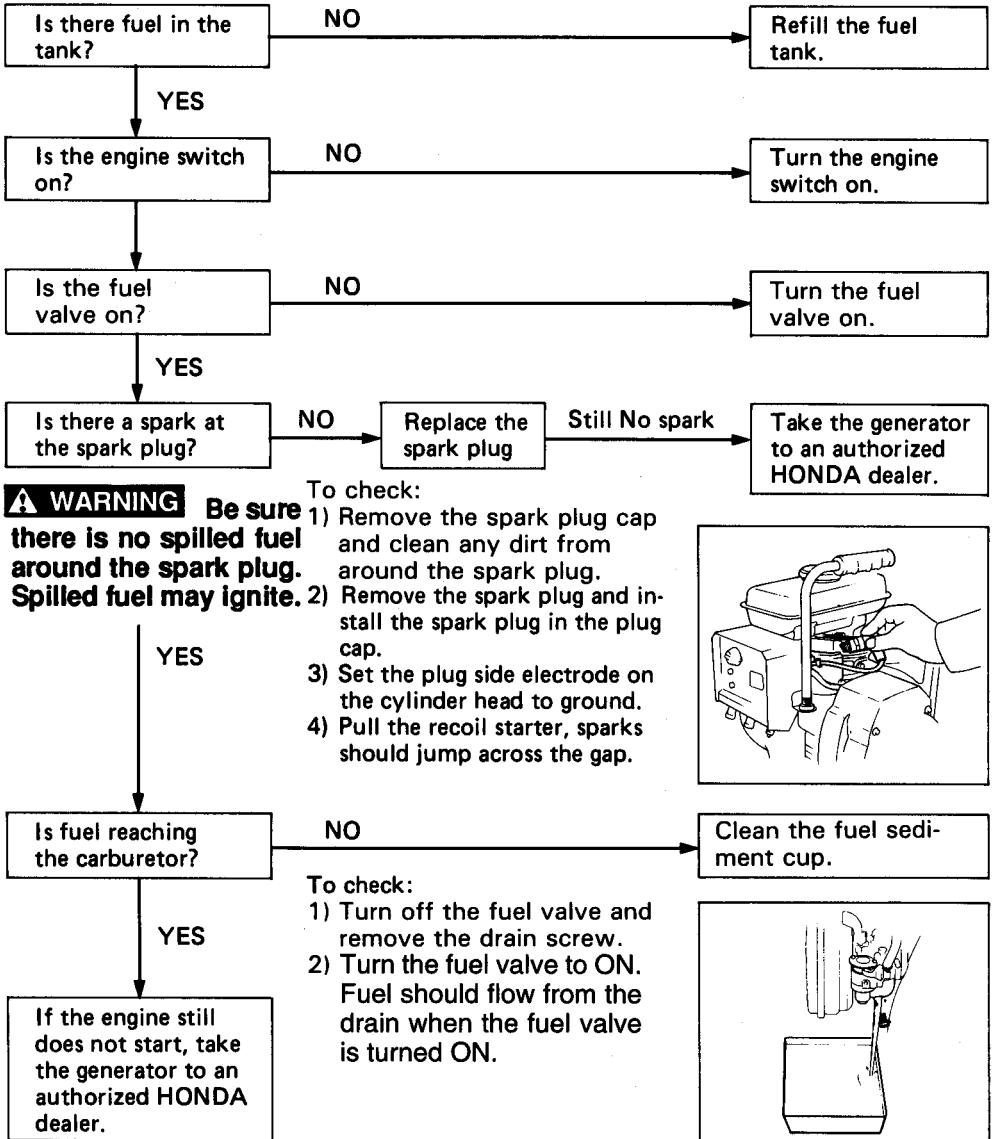 Is there fuel in the
tank?
NO
Refill the fuel
tank.
YES
Is the engine switch
on?
NO
Turn the engine
switch on.
Is the fuel
valve on?
NO
Turn the fuel
valve on.
YES
Is there a spark at
the spark plug?
NO
Replace the
spark plug
Still No spark
Take the generator
to an authorized
HONDA dealer.
WARNING Be sure
there is no spilled fuel
around the spark plug.
Spilled fuel may ignite.
To check:
1) Remove the spark plug cap
and clean any dirt from
around the spark plug.
2) Remove the spark plug and in-
stall the spark plug in the plug
cap.
3) Set the plug side electrode on
the cylinder head to ground.
4) Pull the recoil starter, sparks
should jump across the gap.
YES
Is fuel reaching
the carburetor?
NO
Clean the fuel sedi-
ment cup.
To check:
1) Turn off the fuel valve and
remove the drain screw.
2) Turn the fuel valve to ON.
Fuel should flow from the
drain when the fuel valve
is turned ON.
YES
If the engine still
does not start, take
the generator to an
authorized HONDA
dealer.